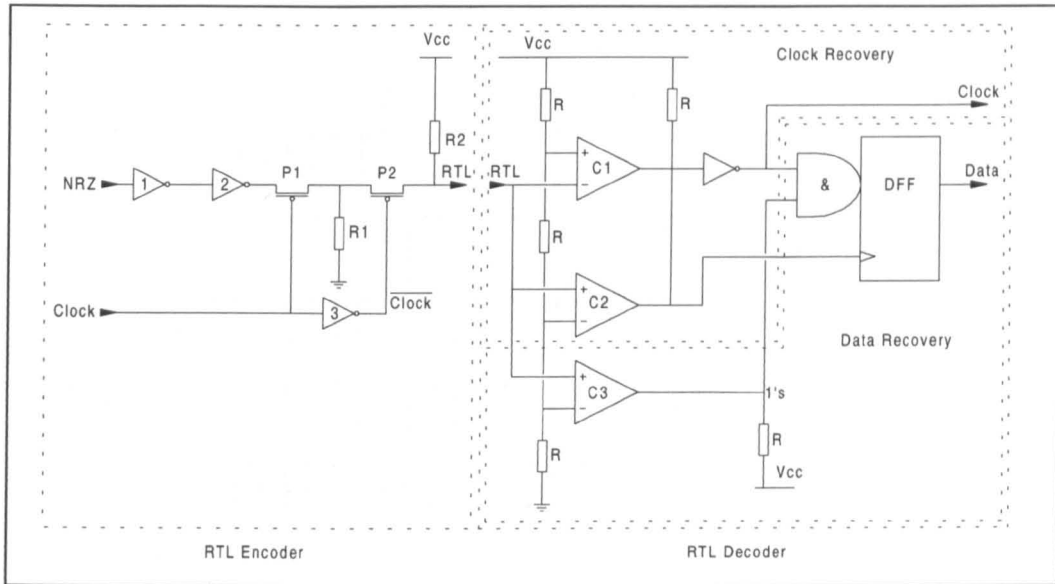 Vcc
Vcc
Clock Recovery
Clock
R
R
R2
NRZ
1
2
P1
P2
RTL
RTL
+
−
C1
&
DFF
Data
R1
R
Clock
3
Clock
+
−
C2
Data Recovery
+
−
C3
1's
R
R
Vcc
RTL Encoder
RTL Decoder